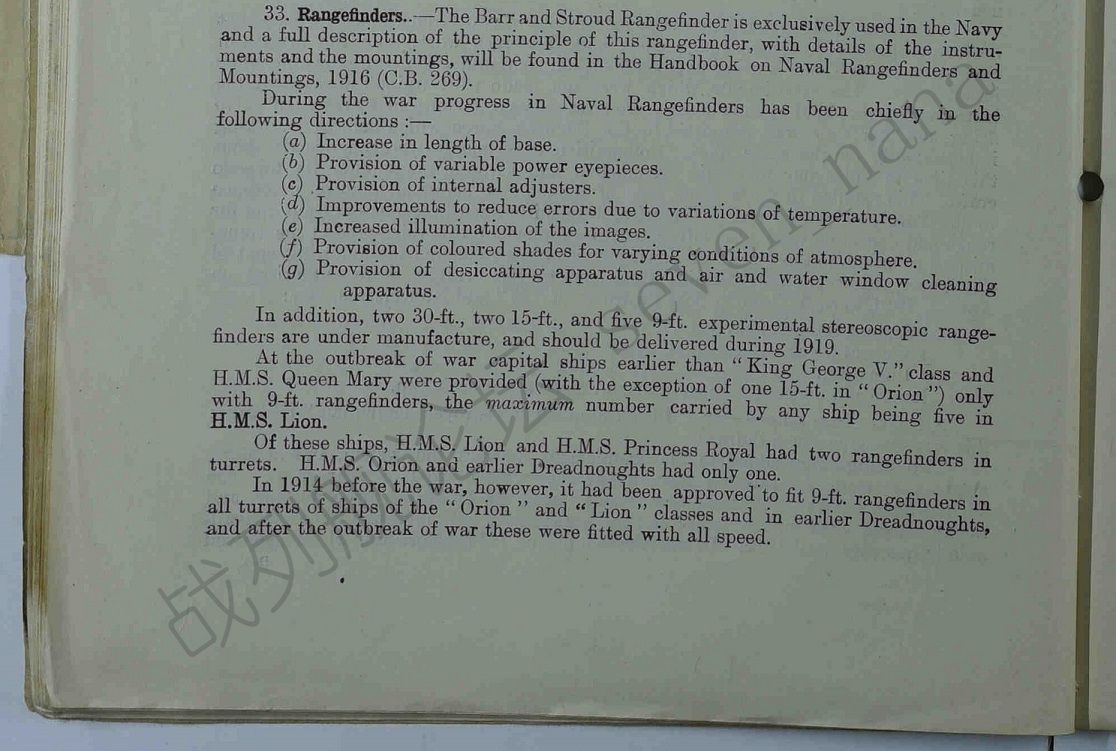 33. Rangefinders..—The Barr and Stroud Rangefinder is exclusively used in the Navy
and a full description of the principle of this rangefinder, with details of the instru-
ments and the mountings, will be found in the Handbook on Naval Rangefinders and
Mountings, 1916 (C.B. 269).
During the war progress in Naval Rangefinders has been chiefly in the
following directions :—
(a) Increase in length of base.
(b) Provision of variable power eyepieces.
(c) Provision of internal adjusters.
(d) Improvements to reduce errors due to variations of temperature.
(e) Increased illumination of the images.
(f) Provision of coloured shades for varying conditions of atmosphere.
(g) Provision of desiccating apparatus and air and water window cleaning
apparatus.
In addition, two 30-ft., two 15-ft., and five 9-ft. experimental stereoscopic range-
finders are under manufacture, and should be delivered during 1919.
At the outbreak of war capital ships earlier than “ King George V.” class and
H.M.S. Queen Mary were provided (with the exception of one 15-ft. in “ Orion ”) only
with 9-ft. rangefinders, the maximum number carried by any ship being five in
H.M.S. Lion.
Of these ships, H.M.S. Lion and H.M.S. Princess Royal had two rangefinders in
turrets. H.M.S. Orion and earlier Dreadnoughts had only one.
In 1914 before the war, however, it had been approved to fit 9-ft. rangefinders in
all turrets of ships of the “ Orion ” and “ Lion ” classes and in earlier Dreadnoughts,
and after the outbreak of war these were fitted with all speed.
战列舰论坛 seven_nana